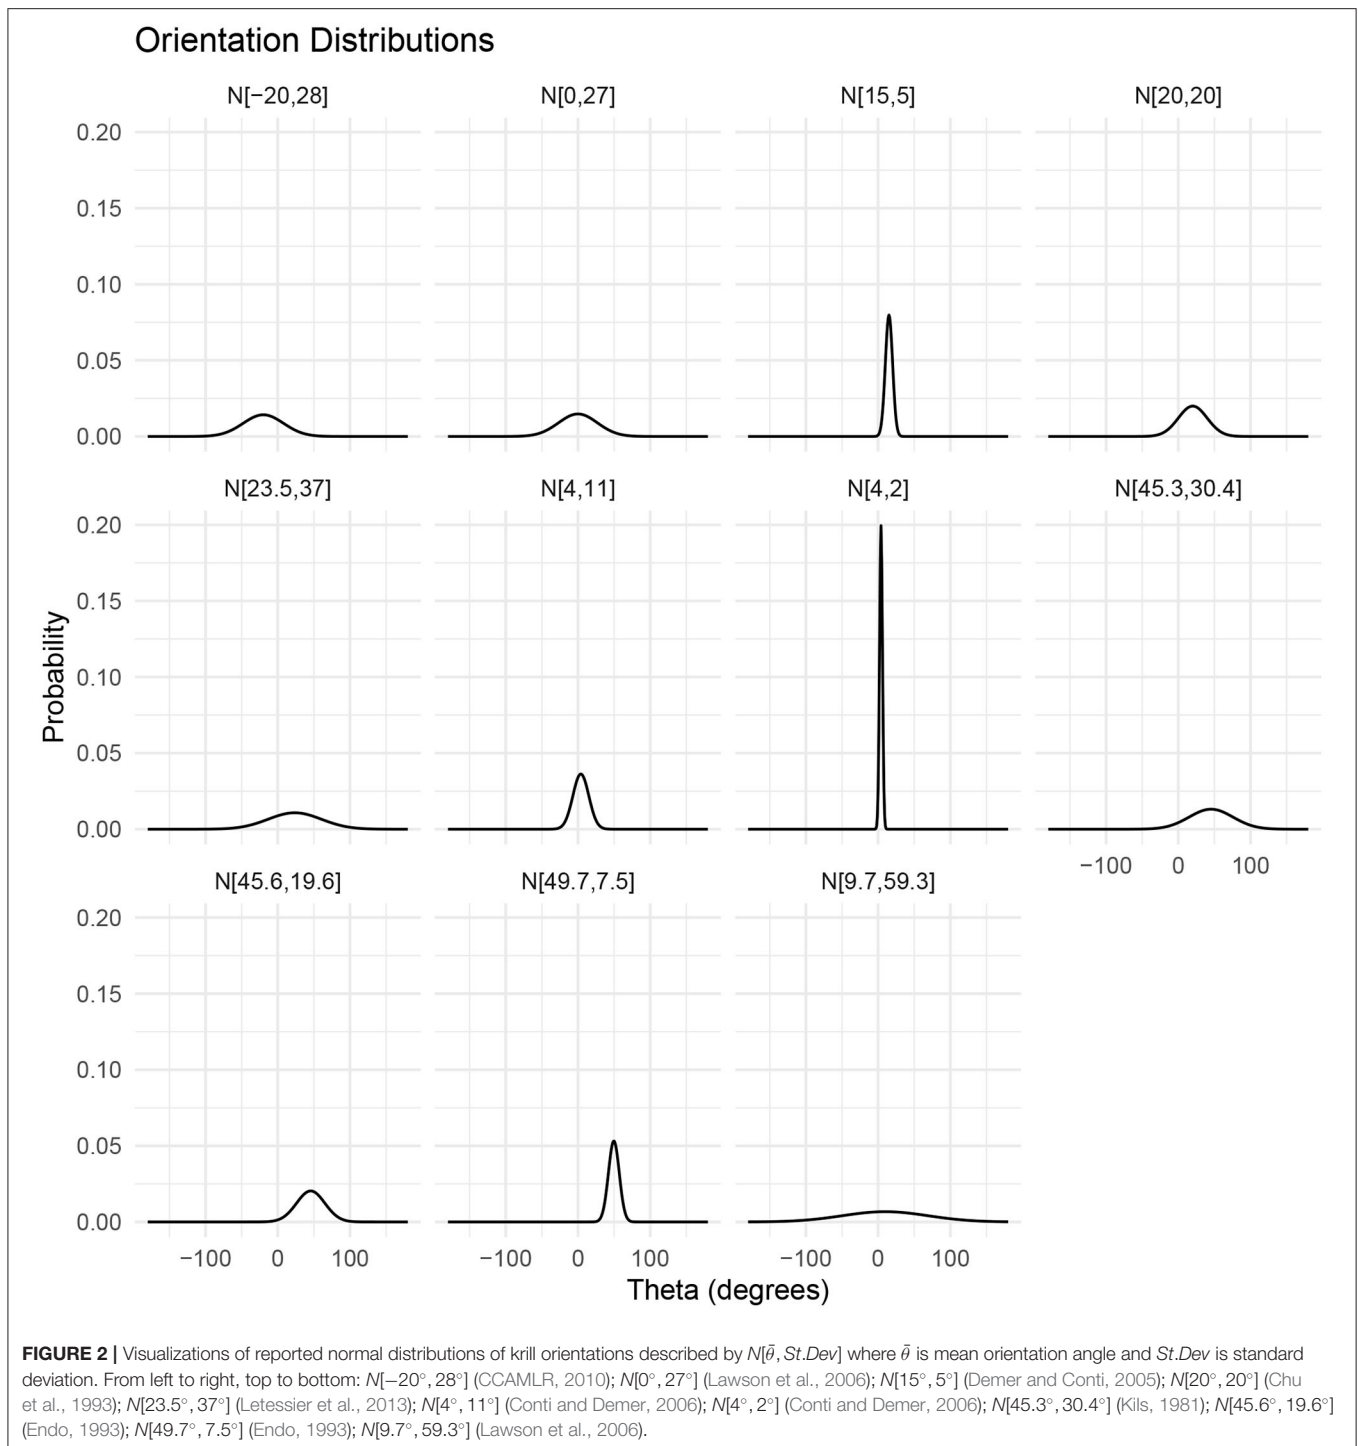 Orientation Distributions
N[−20,28] N[0,27] N[15,5] N[20,20]
0.20
0.15
0.10
0.05
0.00
N[23.5,37] N[4,11] N[4,2] N[45.3,30.4]
0.20
0.15
0.10
0.05
0.00
−100 0 100
Probability
N[45.6,19.6] N[49.7,7.5] N[9.7,59.3]
0.20
0.15
0.10
0.05
0.00
−100 0 100 −100 0 100 −100 0 100
Theta (degrees)
FIGURE 2 | Visualizations of reported normal distributions of krill orientations described by N[θ̄, St.Dev] where θ̄ is mean orientation angle and St.Dev is standard
deviation. From left to right, top to bottom: N[−20°, 28°] (CCAMLR, 2010); N[0°, 27°] (Lawson et al., 2006); N[15°, 5°] (Demer and Conti, 2005); N[20°, 20°] (Chu
et al., 1993); N[23.5°, 37°] (Letessier et al., 2013); N[4°, 11°] (Conti and Demer, 2006); N[4°, 2°] (Conti and Demer, 2006); N[45.3°, 30.4°] (Kils, 1981); N[45.6°, 19.6°]
(Endo, 1993); N[49.7°, 7.5°] (Endo, 1993); N[9.7°, 59.3°] (Lawson et al., 2006).